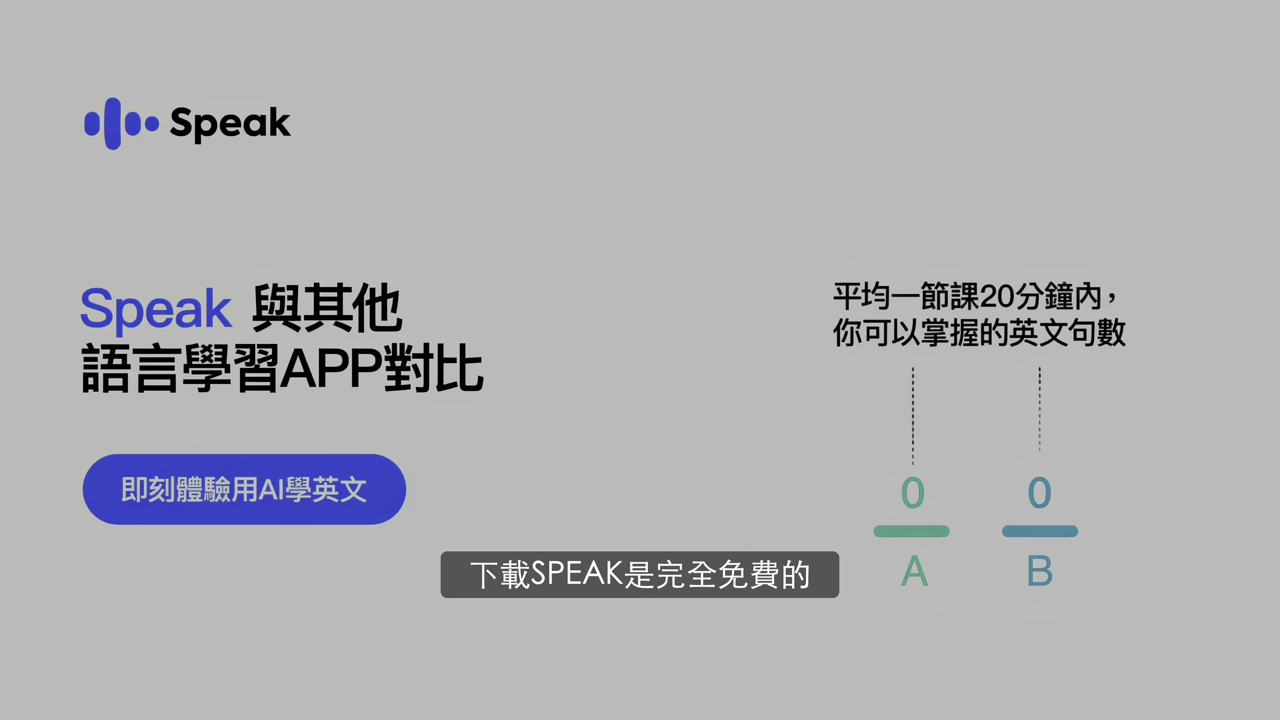 Speak
Speak 與其他
語言學習APP對比
即刻體驗用AI學英文
平均一節課20分鐘內，
你可以掌握的英文句數
0 0
A B
下載SPEAK是完全免費的